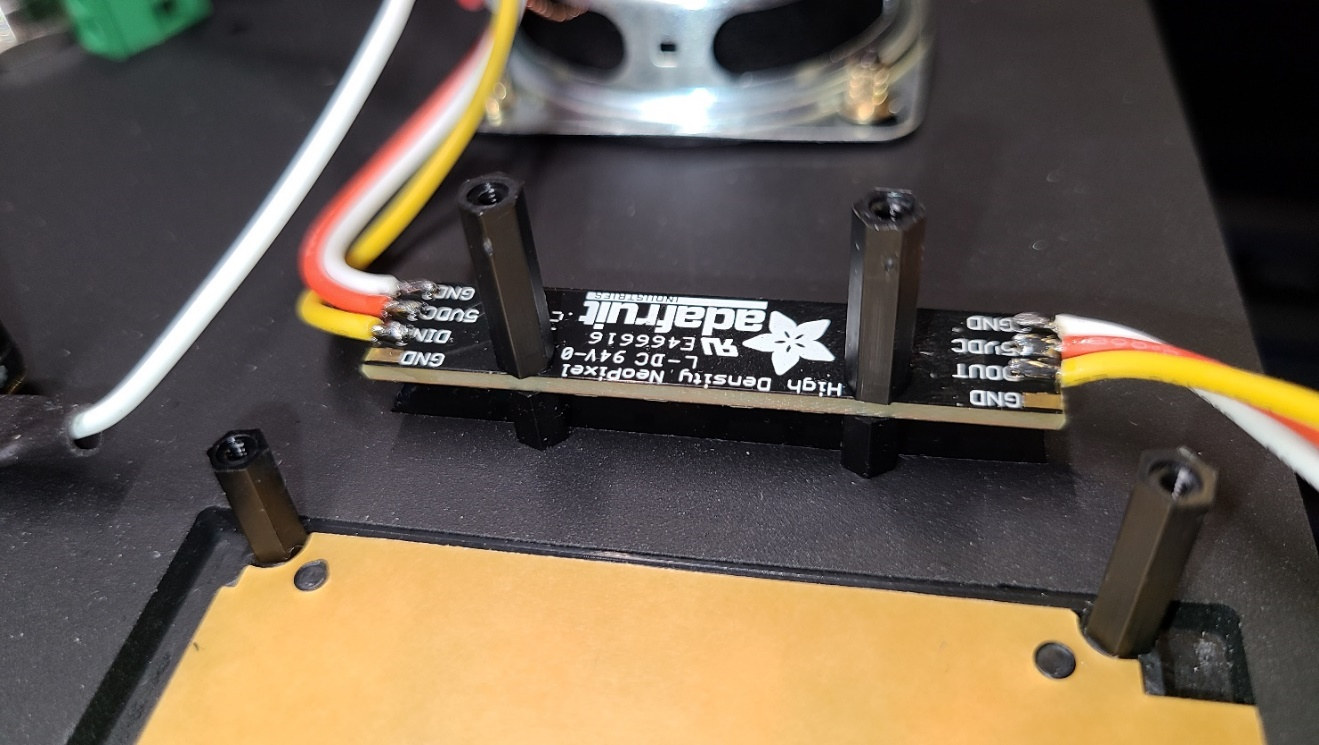 GND
DOUT
5VDC
GND
High Density NeoPixel
L-DC 94V-0
E466616
adafruit
INDUSTRIES
GND
DIN
5VDC
GND